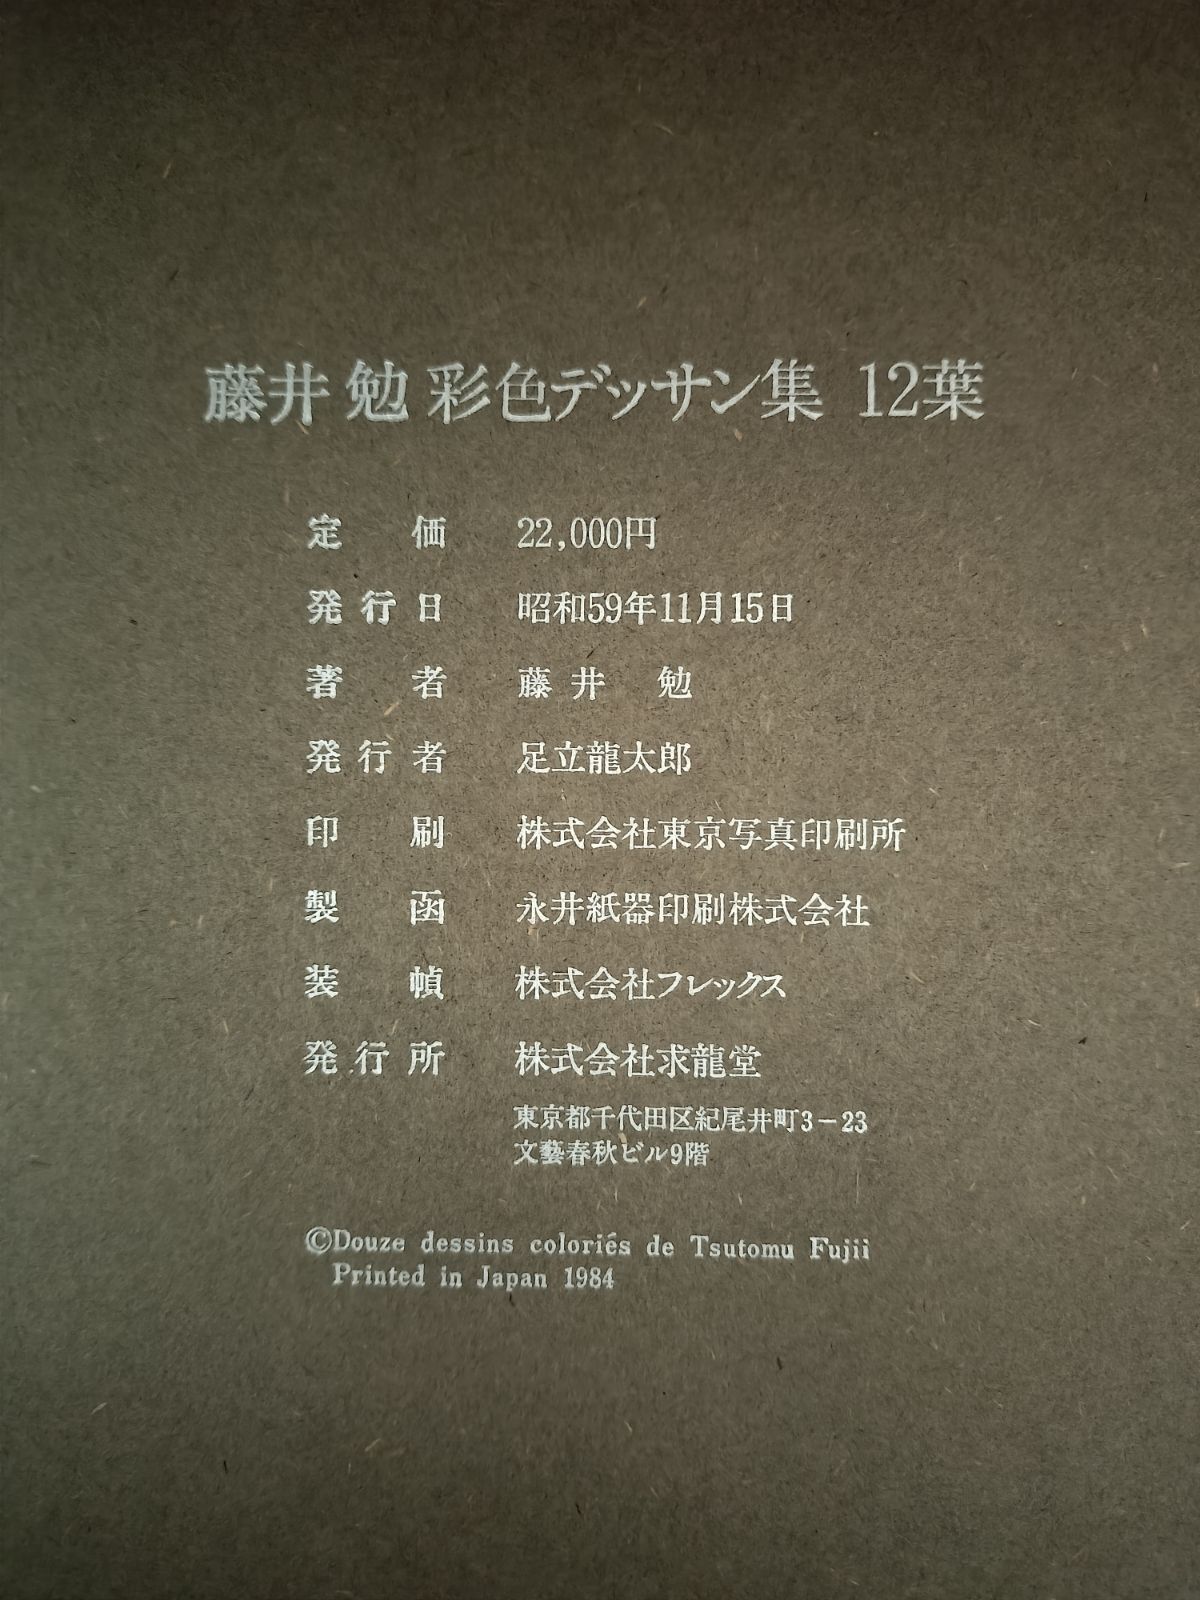 藤井 勉 彩色デッサン集 12葉
定価 22,000円
発行日 昭和59年11月15日
著者 藤井 勉
発行者 足立龍太郎
印刷 株式会社東京写真印刷所
製函 永井紙器印刷株式会社
装幀 株式会社フレックス
発行所 株式会社求龍堂
東京都千代田区紀尾井町3−23
文藝春秋ビル9階
©Douze dessins coloriés de Tsutomu Fujii
Printed in Japan 1984